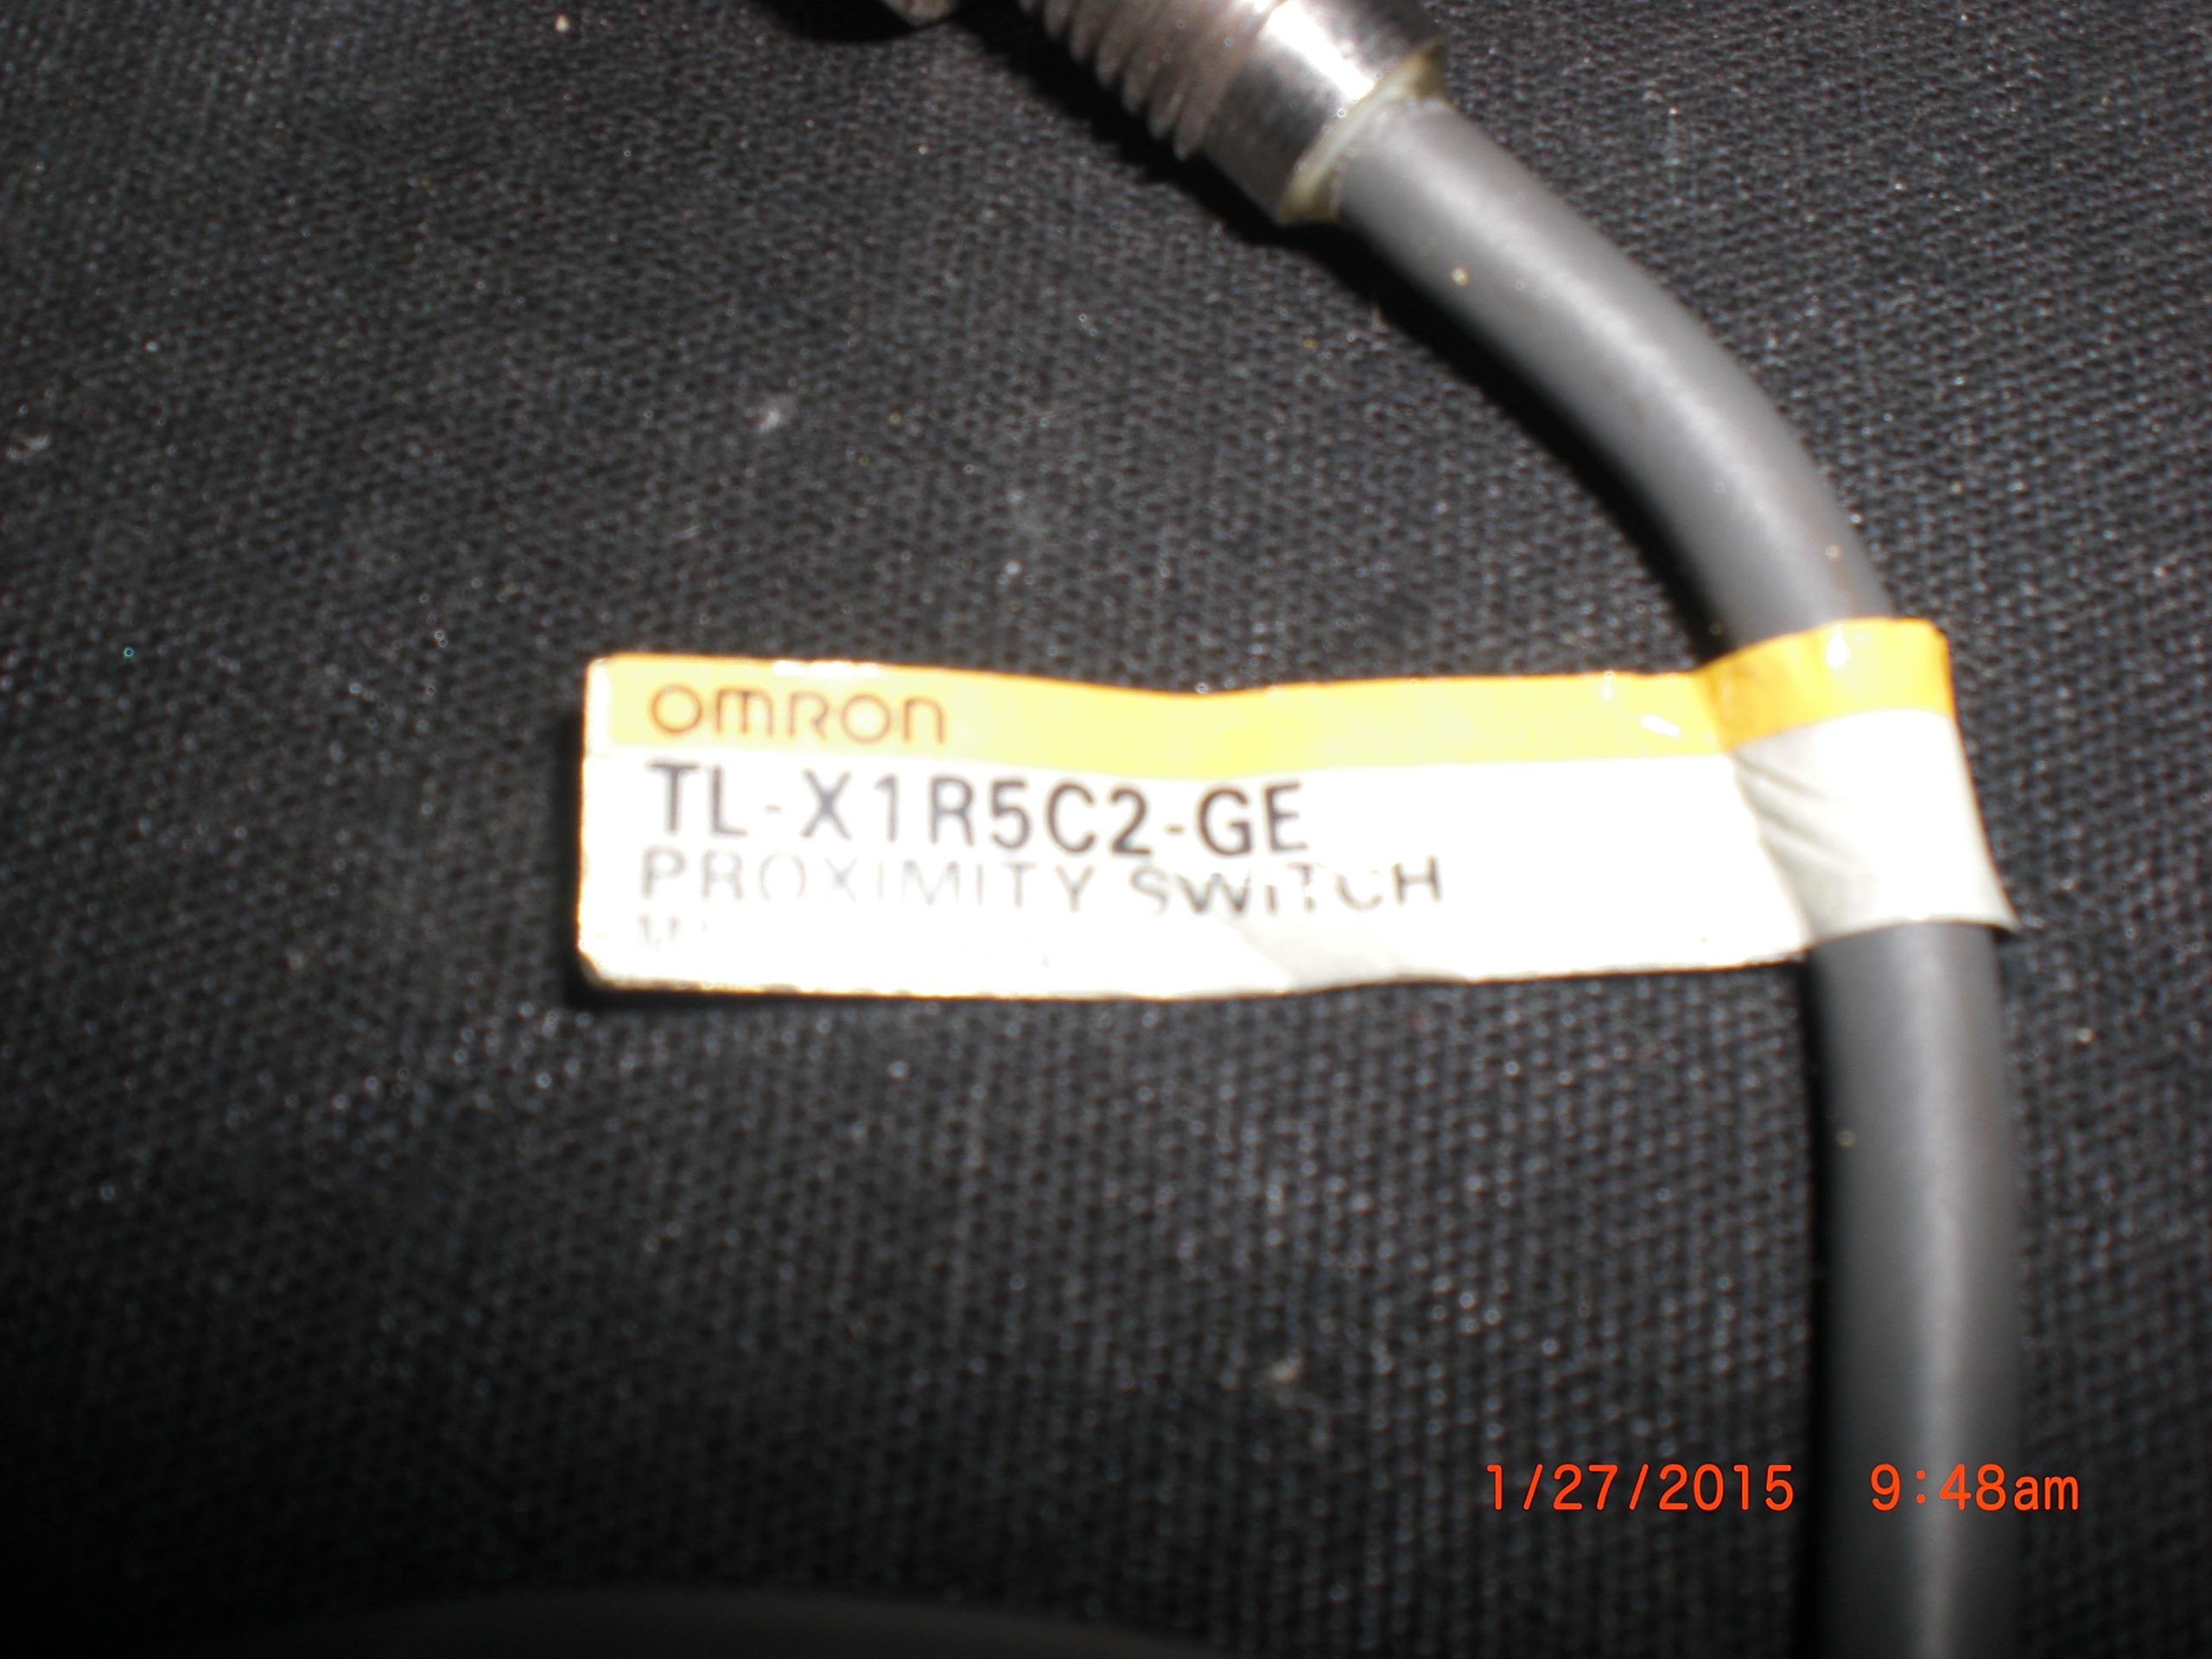 omRon
TL-X1R5C2-GE
PROXIMITY SWITCH
1/27/2015 9:48am